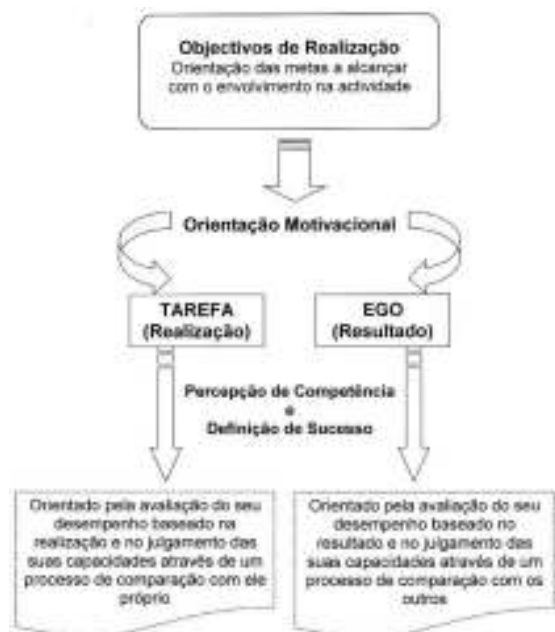 Objectivos de Realização
Orientação das metas a alcançar
com o envolvimento na actividade
Orientação Motivacional
TAREFA
(Realização)
EGO
(Resultado)
Percepção de Competência
e
Definição de Sucesso
Orientado pela avaliação do seu
desempenho baseado na
realização e no julgamento das
suas capacidades através de um
processo de comparação com ele
próprio
Orientado pela avaliação do seu
desempenho baseado no
resultado e no julgamento das
suas capacidades através de um
processo de comparação com os
outros